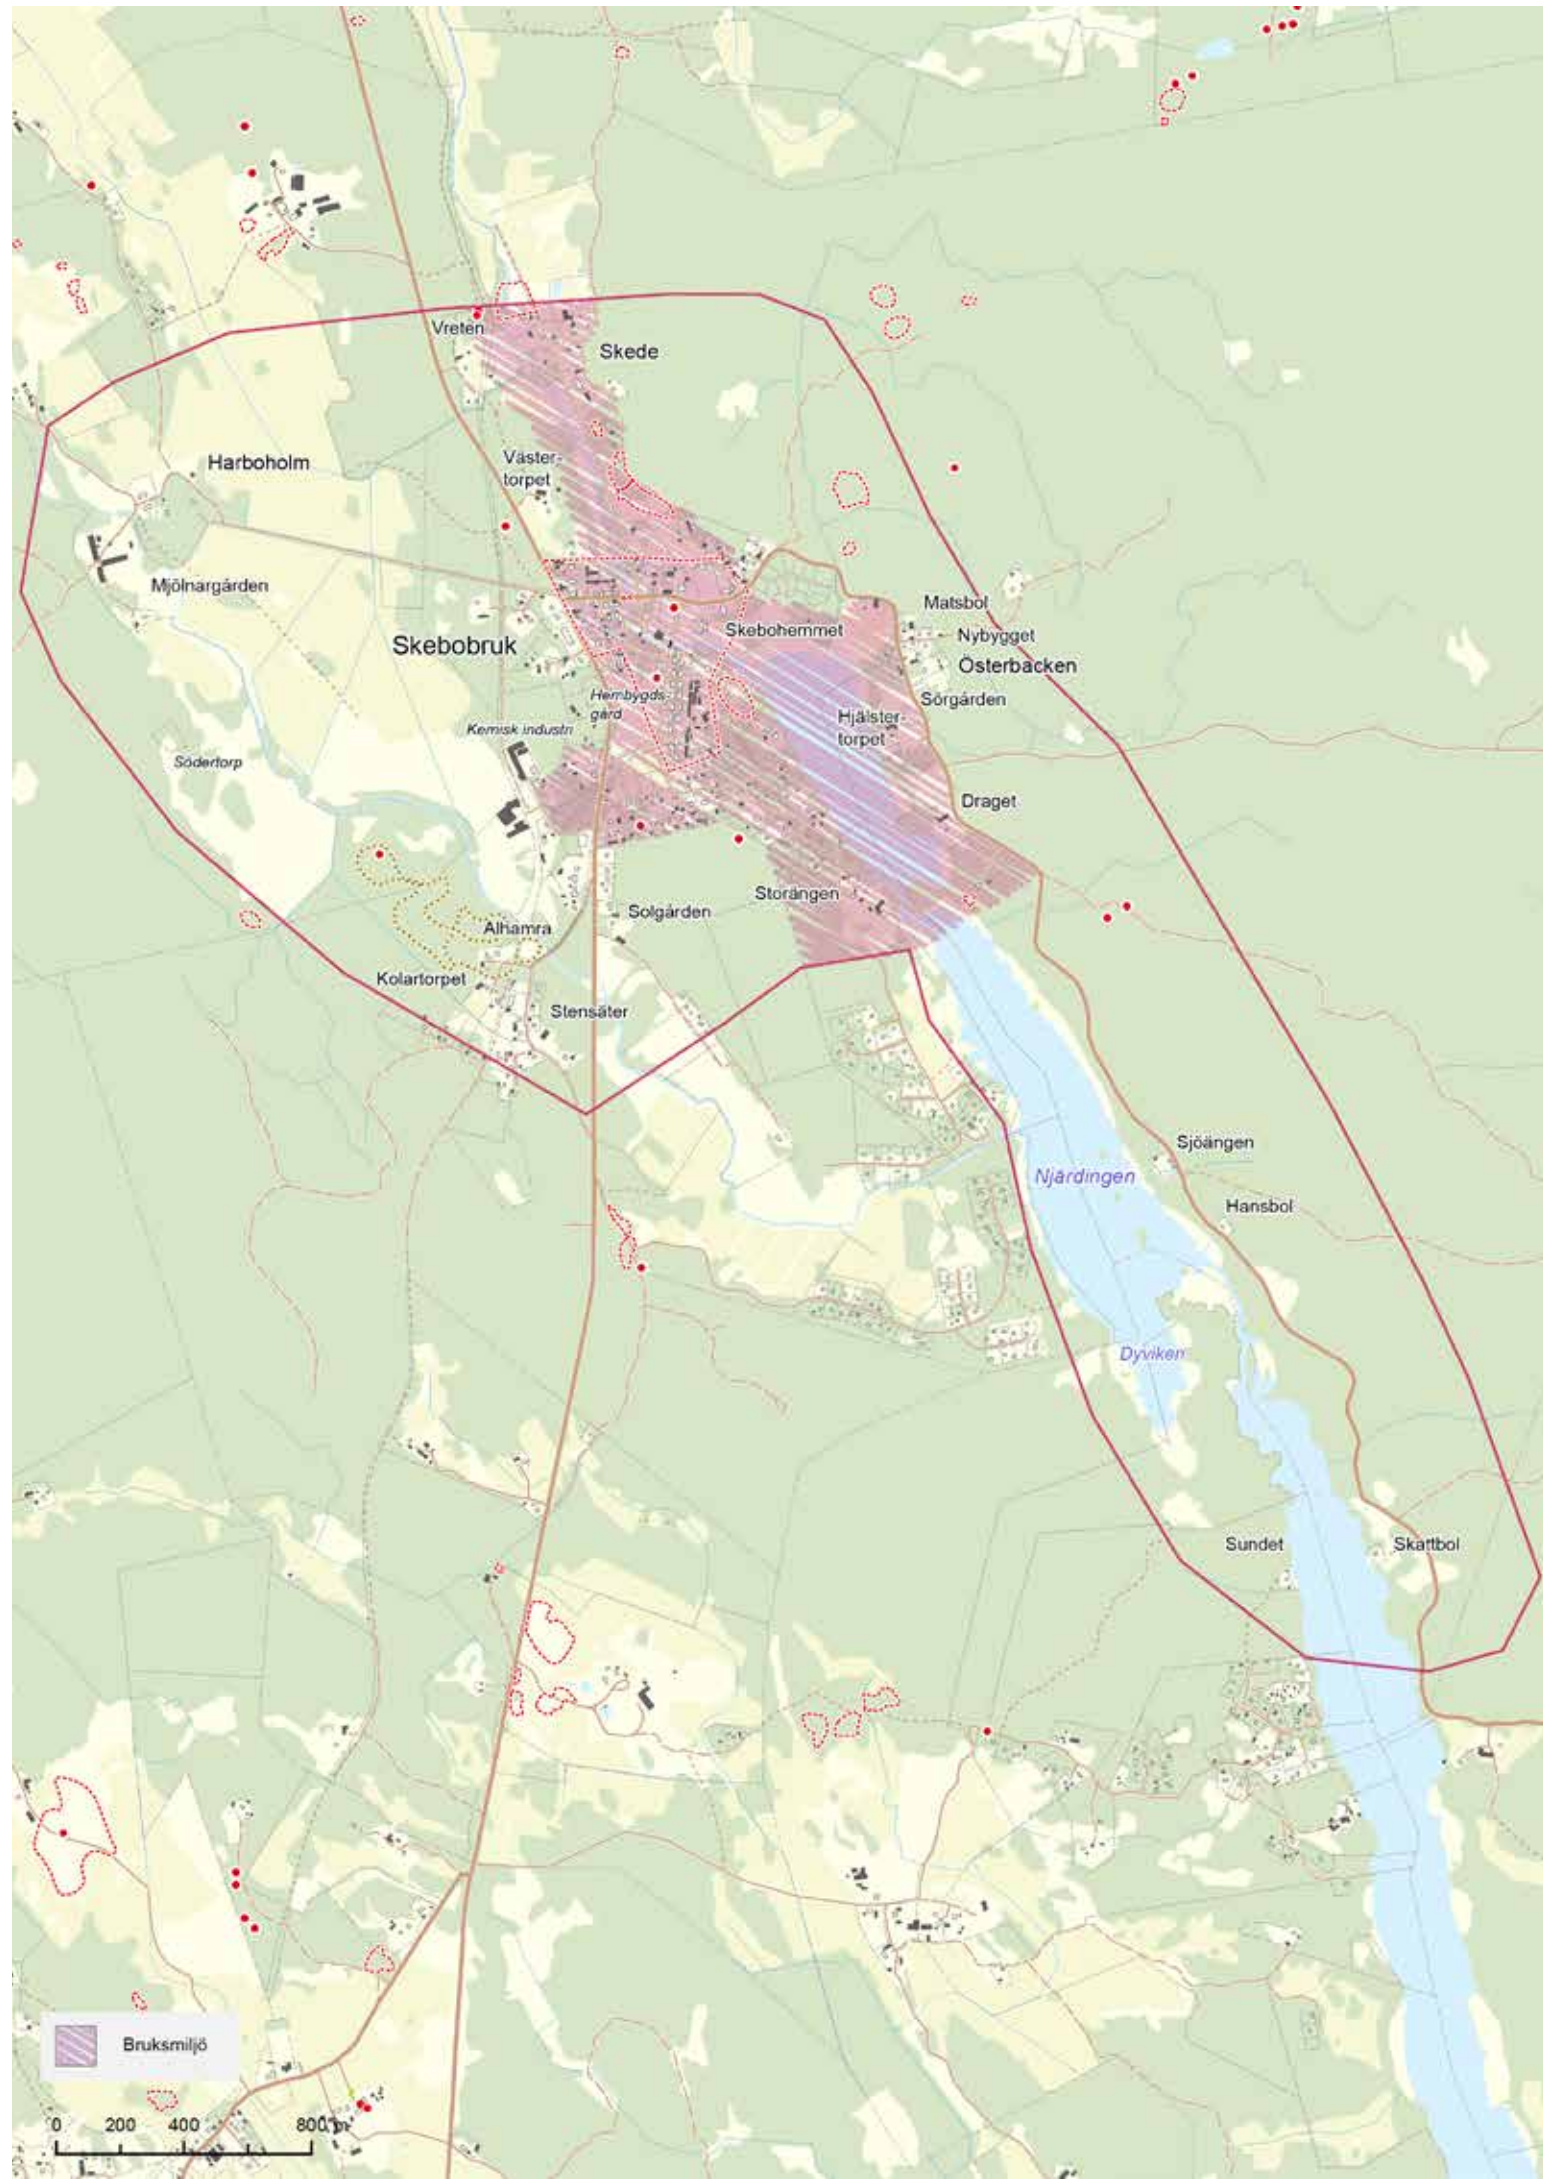 Vreten
Skede
Väster-
torpet
Harboholm
Mjölnargården
Matsbol
Skebohemmet
Nybygget
Skebobruk
Österbacken
Sörgården
Hembygds-
gård
Hjälster-
torpet
Kemisk industri
Södertorp
Draget
Storängen
Solgården
Alhamra
Kolartorpet
Stensäter
Sjöängen
Njärdingen
Hansbol
Dyviken
Sundet
Skattbol
Bruksmiljö
0 200 400 800